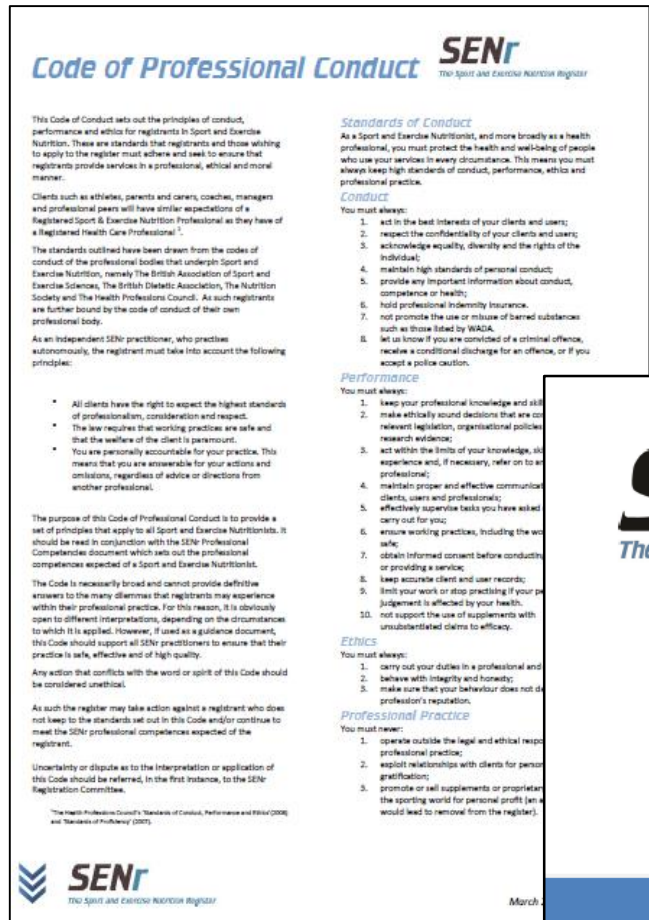 Code of Professional Conduct
SENr
The Sport and Exercise Nutrition Register
This Code of Conduct sets out the principles of conduct,
performance and ethics for registrants in Sport and Exercise
Nutrition. These are standards that registrants and those wishing
to apply to the register must adhere and seek to ensure that
registrants provide services in a professional, ethical and moral
manner.
Clients such as athletes, parents and carers, coaches, managers
and professional peers will have similar expectations of a
Registered Sport & Exercise Nutrition Professional as they have of
a Registered Health Care Professional 1.
The standards outlined have been drawn from the codes of
conduct of the professional bodies that underpin Sport and
Exercise Nutrition, namely The British Association of Sport and
Exercise Sciences, The British Dietetic Association, The Nutrition
Society and The Health Professions Council. As such registrants
are further bound by the code of conduct of their own
professional body.
As an independent SENr practitioner, who practises
autonomously, the registrant must take into account the following
principles:
All clients have the right to expect the highest standards
of professionalism, consideration and respect.
The law requires that working practices are safe and
that the welfare of the client is paramount.
You are personally accountable for your practice. This
means that you are answerable for your actions and
omissions, regardless of advice or directions from
another professional.
The purpose of this Code of Professional Conduct is to provide a
set of principles that apply to all Sport and Exercise Nutritionists. It
should be read in conjunction with the SENr Professional
Competencies document which sets out the professional
competences expected of a Sport and Exercise Nutritionist.
The Code is necessarily broad and cannot provide definitive
answers to the many dilemmas that registrants may experience
within their professional practice. For this reason, it is obviously
open to different interpretations, depending on the circumstances
to which it is applied. However, if used as a guidance document,
this Code should support all SENr practitioners to ensure that their
practice is safe, effective and of high quality.
Any action that conflicts with the word or spirit of this Code should
be considered unethical.
As such the register may take action against a registrant who does
not keep to the standards set out in this Code and/or continue to
meet the SENr professional competences expected of the
registrant.
Uncertainty or dispute as to the interpretation or application of
this Code should be referred, in the first instance, to the SENr
Registration Committee.
1The Health Professions Council's 'Standards of Conduct, Performance and Ethics' (2008)
and 'Standards of Proficiency' (2007).
SENr
The Sport and Exercise Nutrition Register
Standards of Conduct
As a Sport and Exercise Nutritionist, and more broadly as a health
professional, you must protect the health and well-being of people
who use your services in every circumstance. This means you must
always keep high standards of conduct, performance, ethics and
professional practice.
Conduct
You must always:
1. act in the best interests of your clients and users;
2. respect the confidentiality of your clients and users;
3. acknowledge equality, diversity and the rights of the
individual;
4. maintain high standards of personal conduct;
5. provide any important information about conduct,
competence or health;
6. hold professional indemnity insurance.
7. not promote the use or misuse of barred substances
such as those listed by WADA.
8. let us know if you are convicted of a criminal offence,
receive a conditional discharge for an offence, or if you
accept a police caution.
Performance
You must always:
1. keep your professional knowledge and
2. make ethically sound decisions that are
relevant legislation, organisational policies
research evidence;
3. act within the limits of your knowledge,
experience and, if necessary, refer on to
professional;
4. maintain proper and effective
clients, users and professionals;
5. effectively supervise tasks you have asked
carry out for you;
6. ensure working practices, including the
safe;
7. obtain informed consent before conducting
or providing a service;
8. keep accurate client and user records;
9. limit your work or stop practising if your
judgement is affected by your health.
10. not support the use of supplements with
unsubstantiated claims to efficacy.
Ethics
You must always:
1. carry out your duties in a professional and
2. behave with integrity and honesty;
3. make sure that your behaviour does not
profession's reputation.
Professional Practice
You must never:
1. operate outside the legal and ethical
professional practice;
2. exploit relationships with clients for
gratification;
3. promote or sell supplements or
the sporting world for personal profit
would lead to removal from the register).
March
S
The